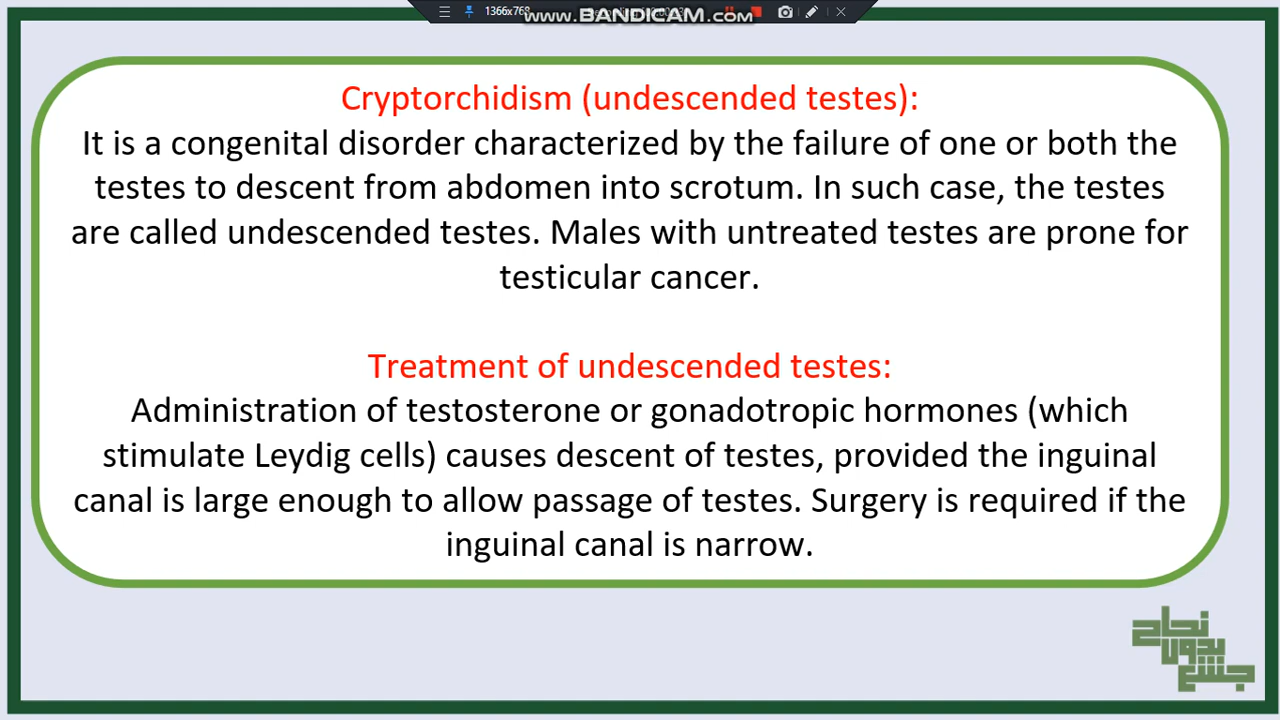 1366x768
www.BANDICAM.com
Cryptorchidism (undescended testes):
It is a congenital disorder characterized by the failure of one or both the
testes to descent from abdomen into scrotum. In such case, the testes
are called undescended testes. Males with untreated testes are prone for
testicular cancer.
Treatment of undescended testes:
Administration of testosterone or gonadotropic hormones (which
stimulate Leydig cells) causes descent of testes, provided the inguinal
canal is large enough to allow passage of testes. Surgery is required if the
inguinal canal is narrow.
نجاح
بدون
جشع